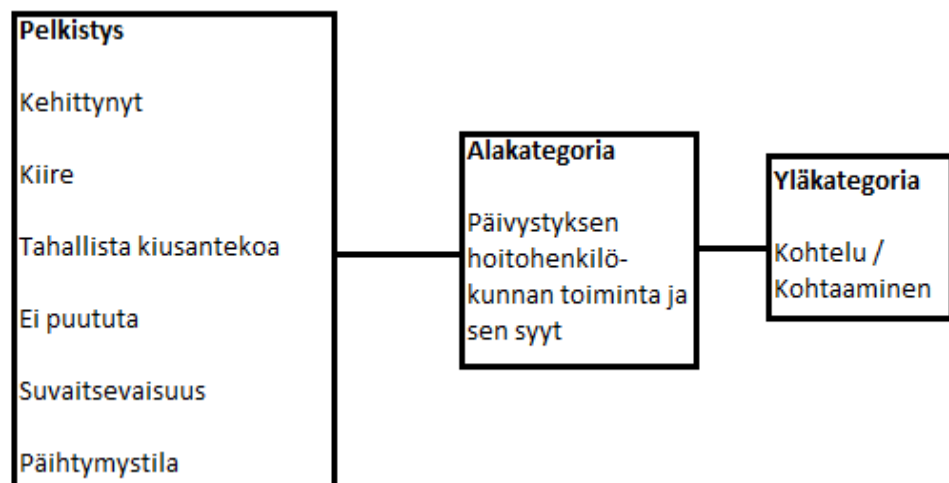 Pelkistys
Kehittynyt
Kiire
Tahallista kiusantekoa
Ei puututa
Suvaitsevaisuus
Päihtymystila
Alakategoria
Päivystyksen
hoitohenkilö-
kunnan toiminta ja
sen syyt
Yläkategoria
Kohtelu /
Kohtaaminen